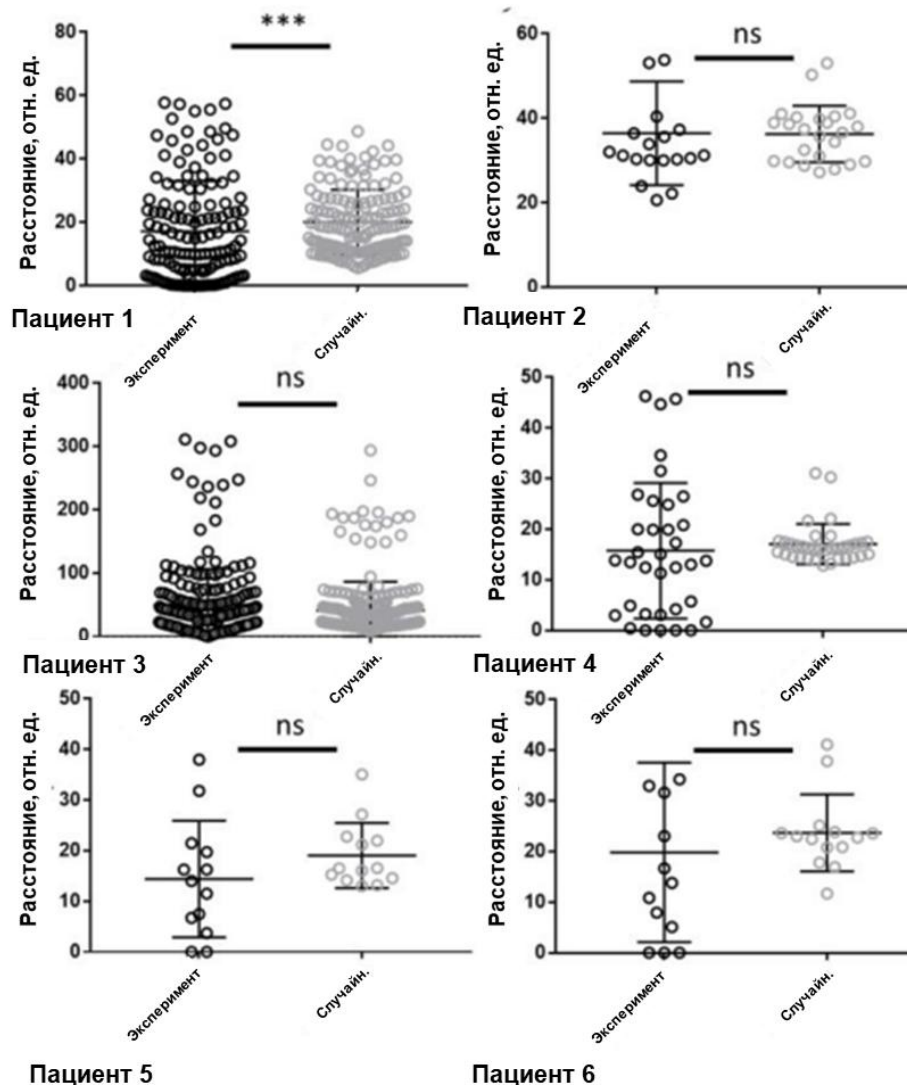 ***
80
60
40
20
0
Расстояние, отн. ед.
Эксперимент
Случайн.
Пациент 1
ns
60
40
20
0
Расстояние, отн. ед.
Эксперимент
Случайн.
Пациент 2
ns
400
300
200
100
0
Расстояние, отн. ед.
Эксперимент
Случайн.
Пациент 3
ns
50
40
30
20
10
0
Расстояние, отн. ед.
Эксперимент
Случайн.
Пациент 4
ns
50
40
30
20
10
0
Расстояние, отн. ед.
Эксперимент
Случайн.
Пациент 5
ns
50
40
30
20
10
0
Расстояние, отн. ед.
Эксперимент
Случайн.
Пациент 6